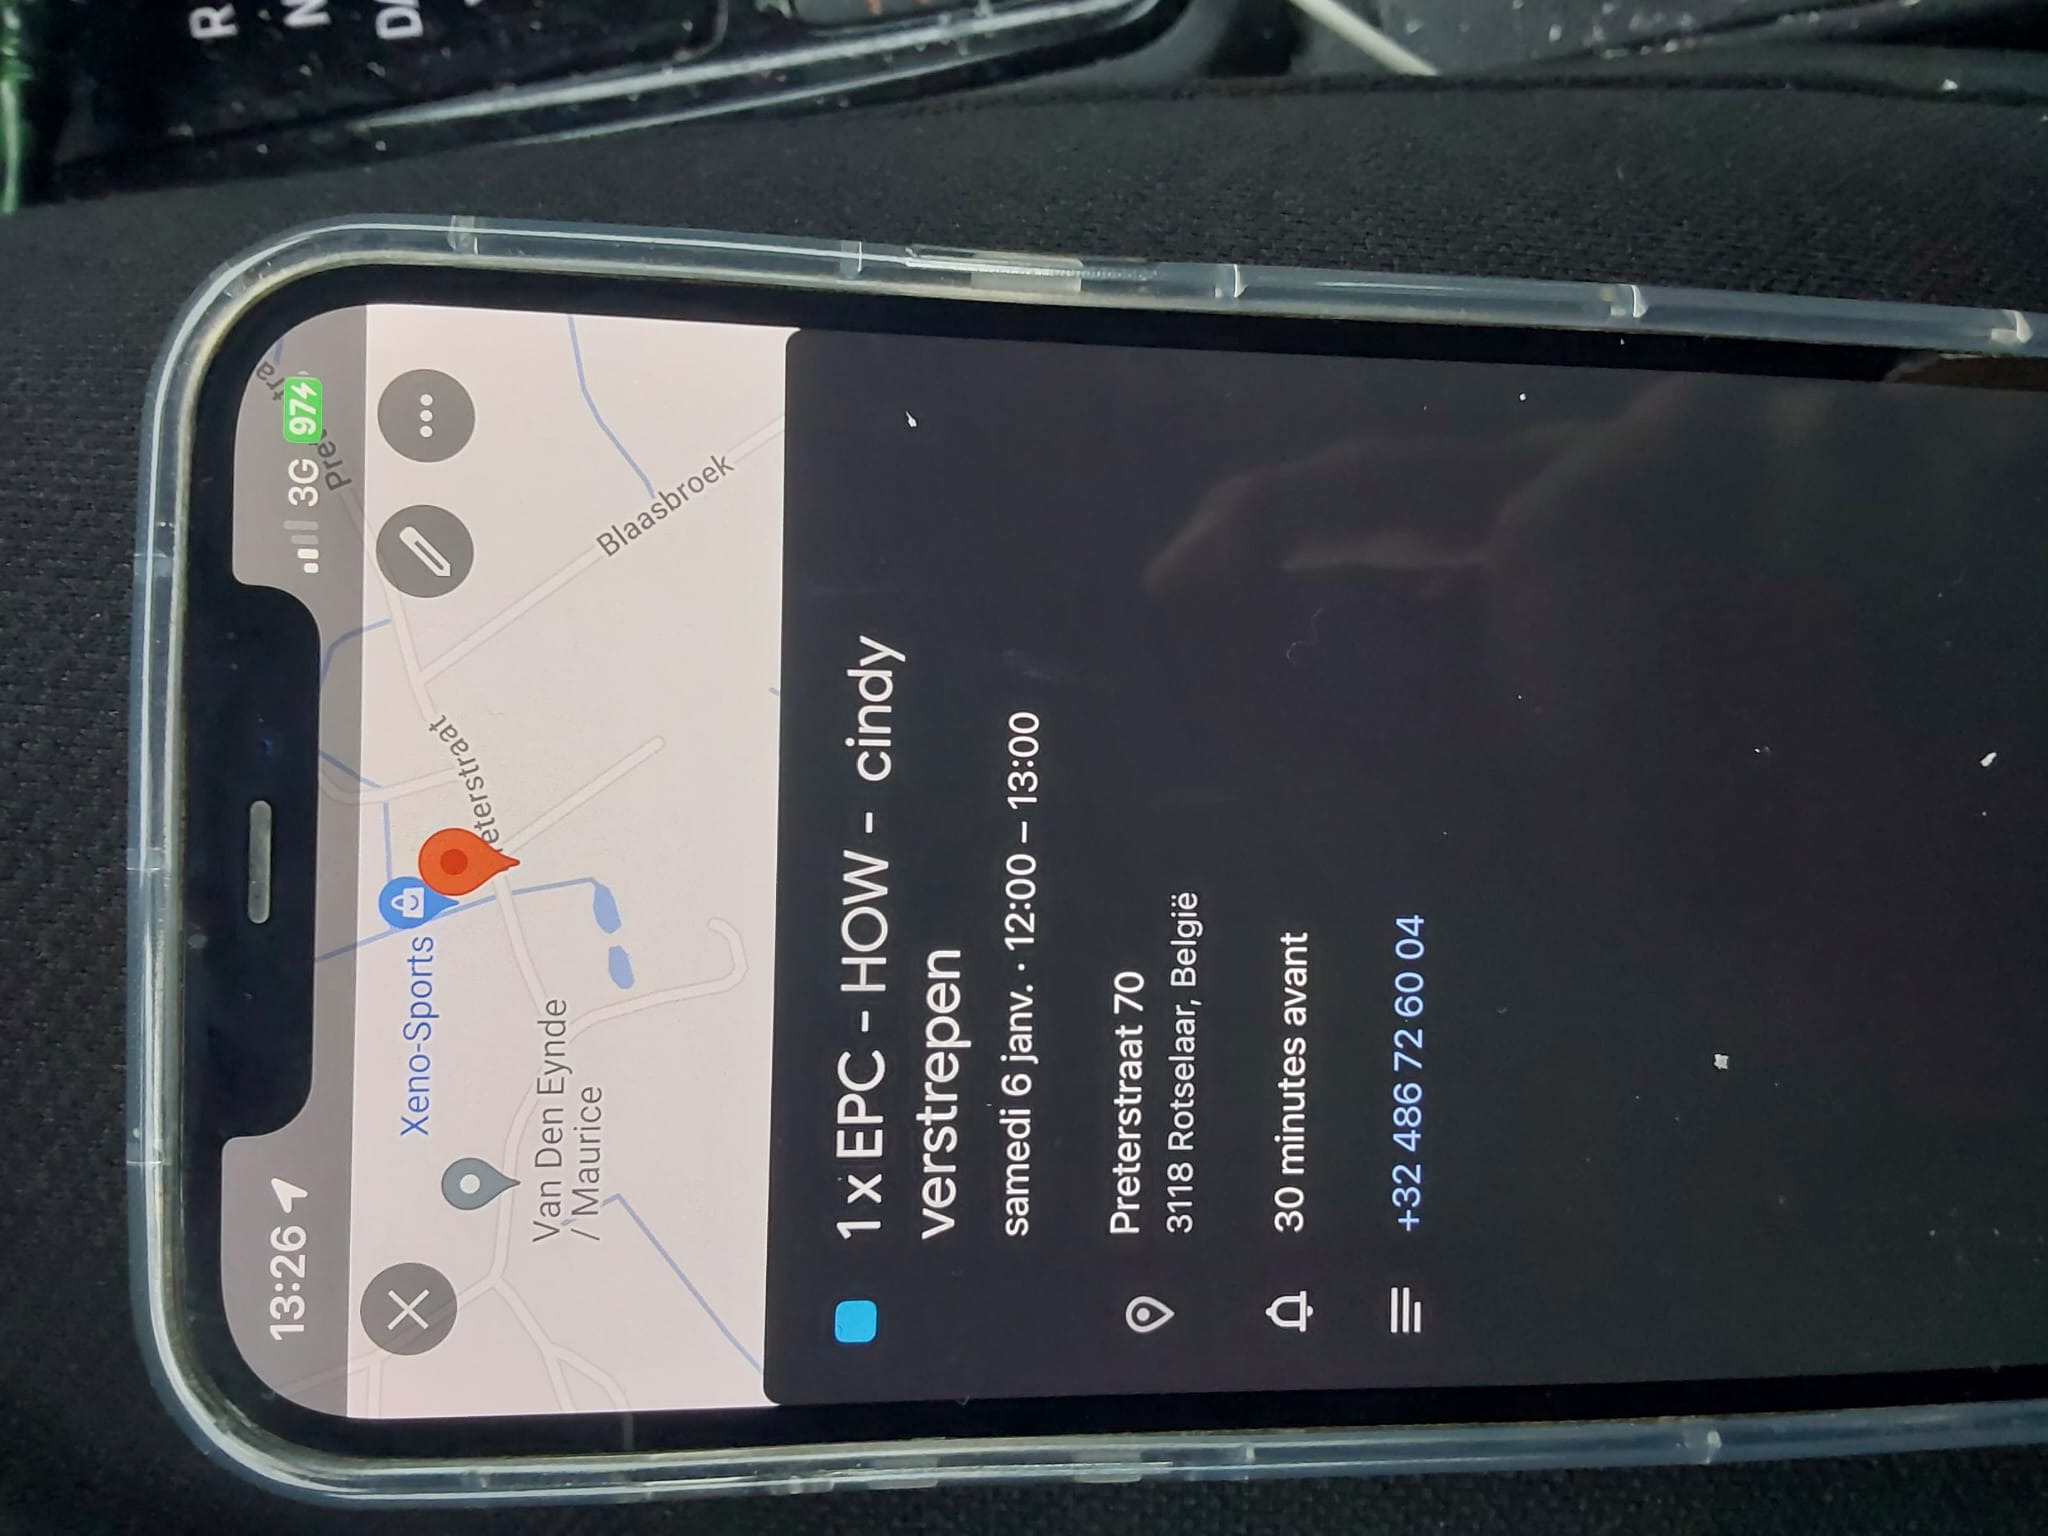 13:26
3G 97
Xeno-Sports
Preterstraat
Van Den Eynde
/ Maurice
Blaasbroek
1 x EPC - HOW - cindy
verstrepen
samedi 6 janv. · 12:00 – 13:00
Preterstraat 70
3118 Rotselaar, België
30 minutes avant
+32 486 72 60 04
R
N